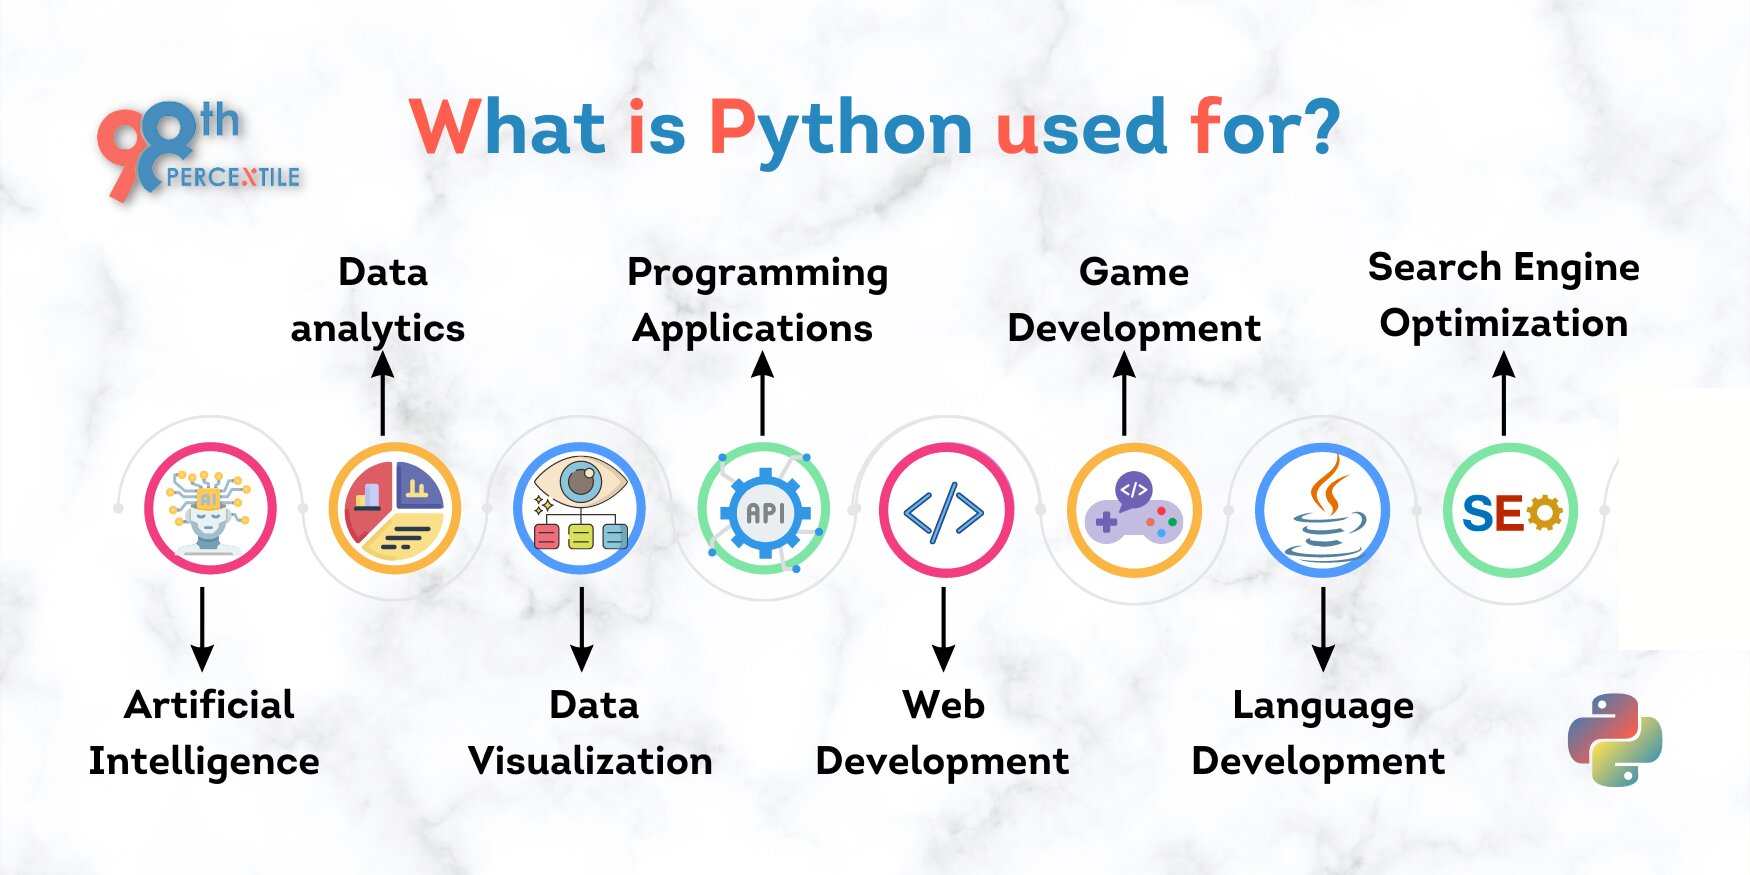 98th
PERCEXTILE
What is Python used for?
Data
analytics
Programming
Applications
Game
Development
Search Engine
Optimization
AI
API
</>
</>
SEO
Artificial
Intelligence
Data
Visualization
Web
Development
Language
Development